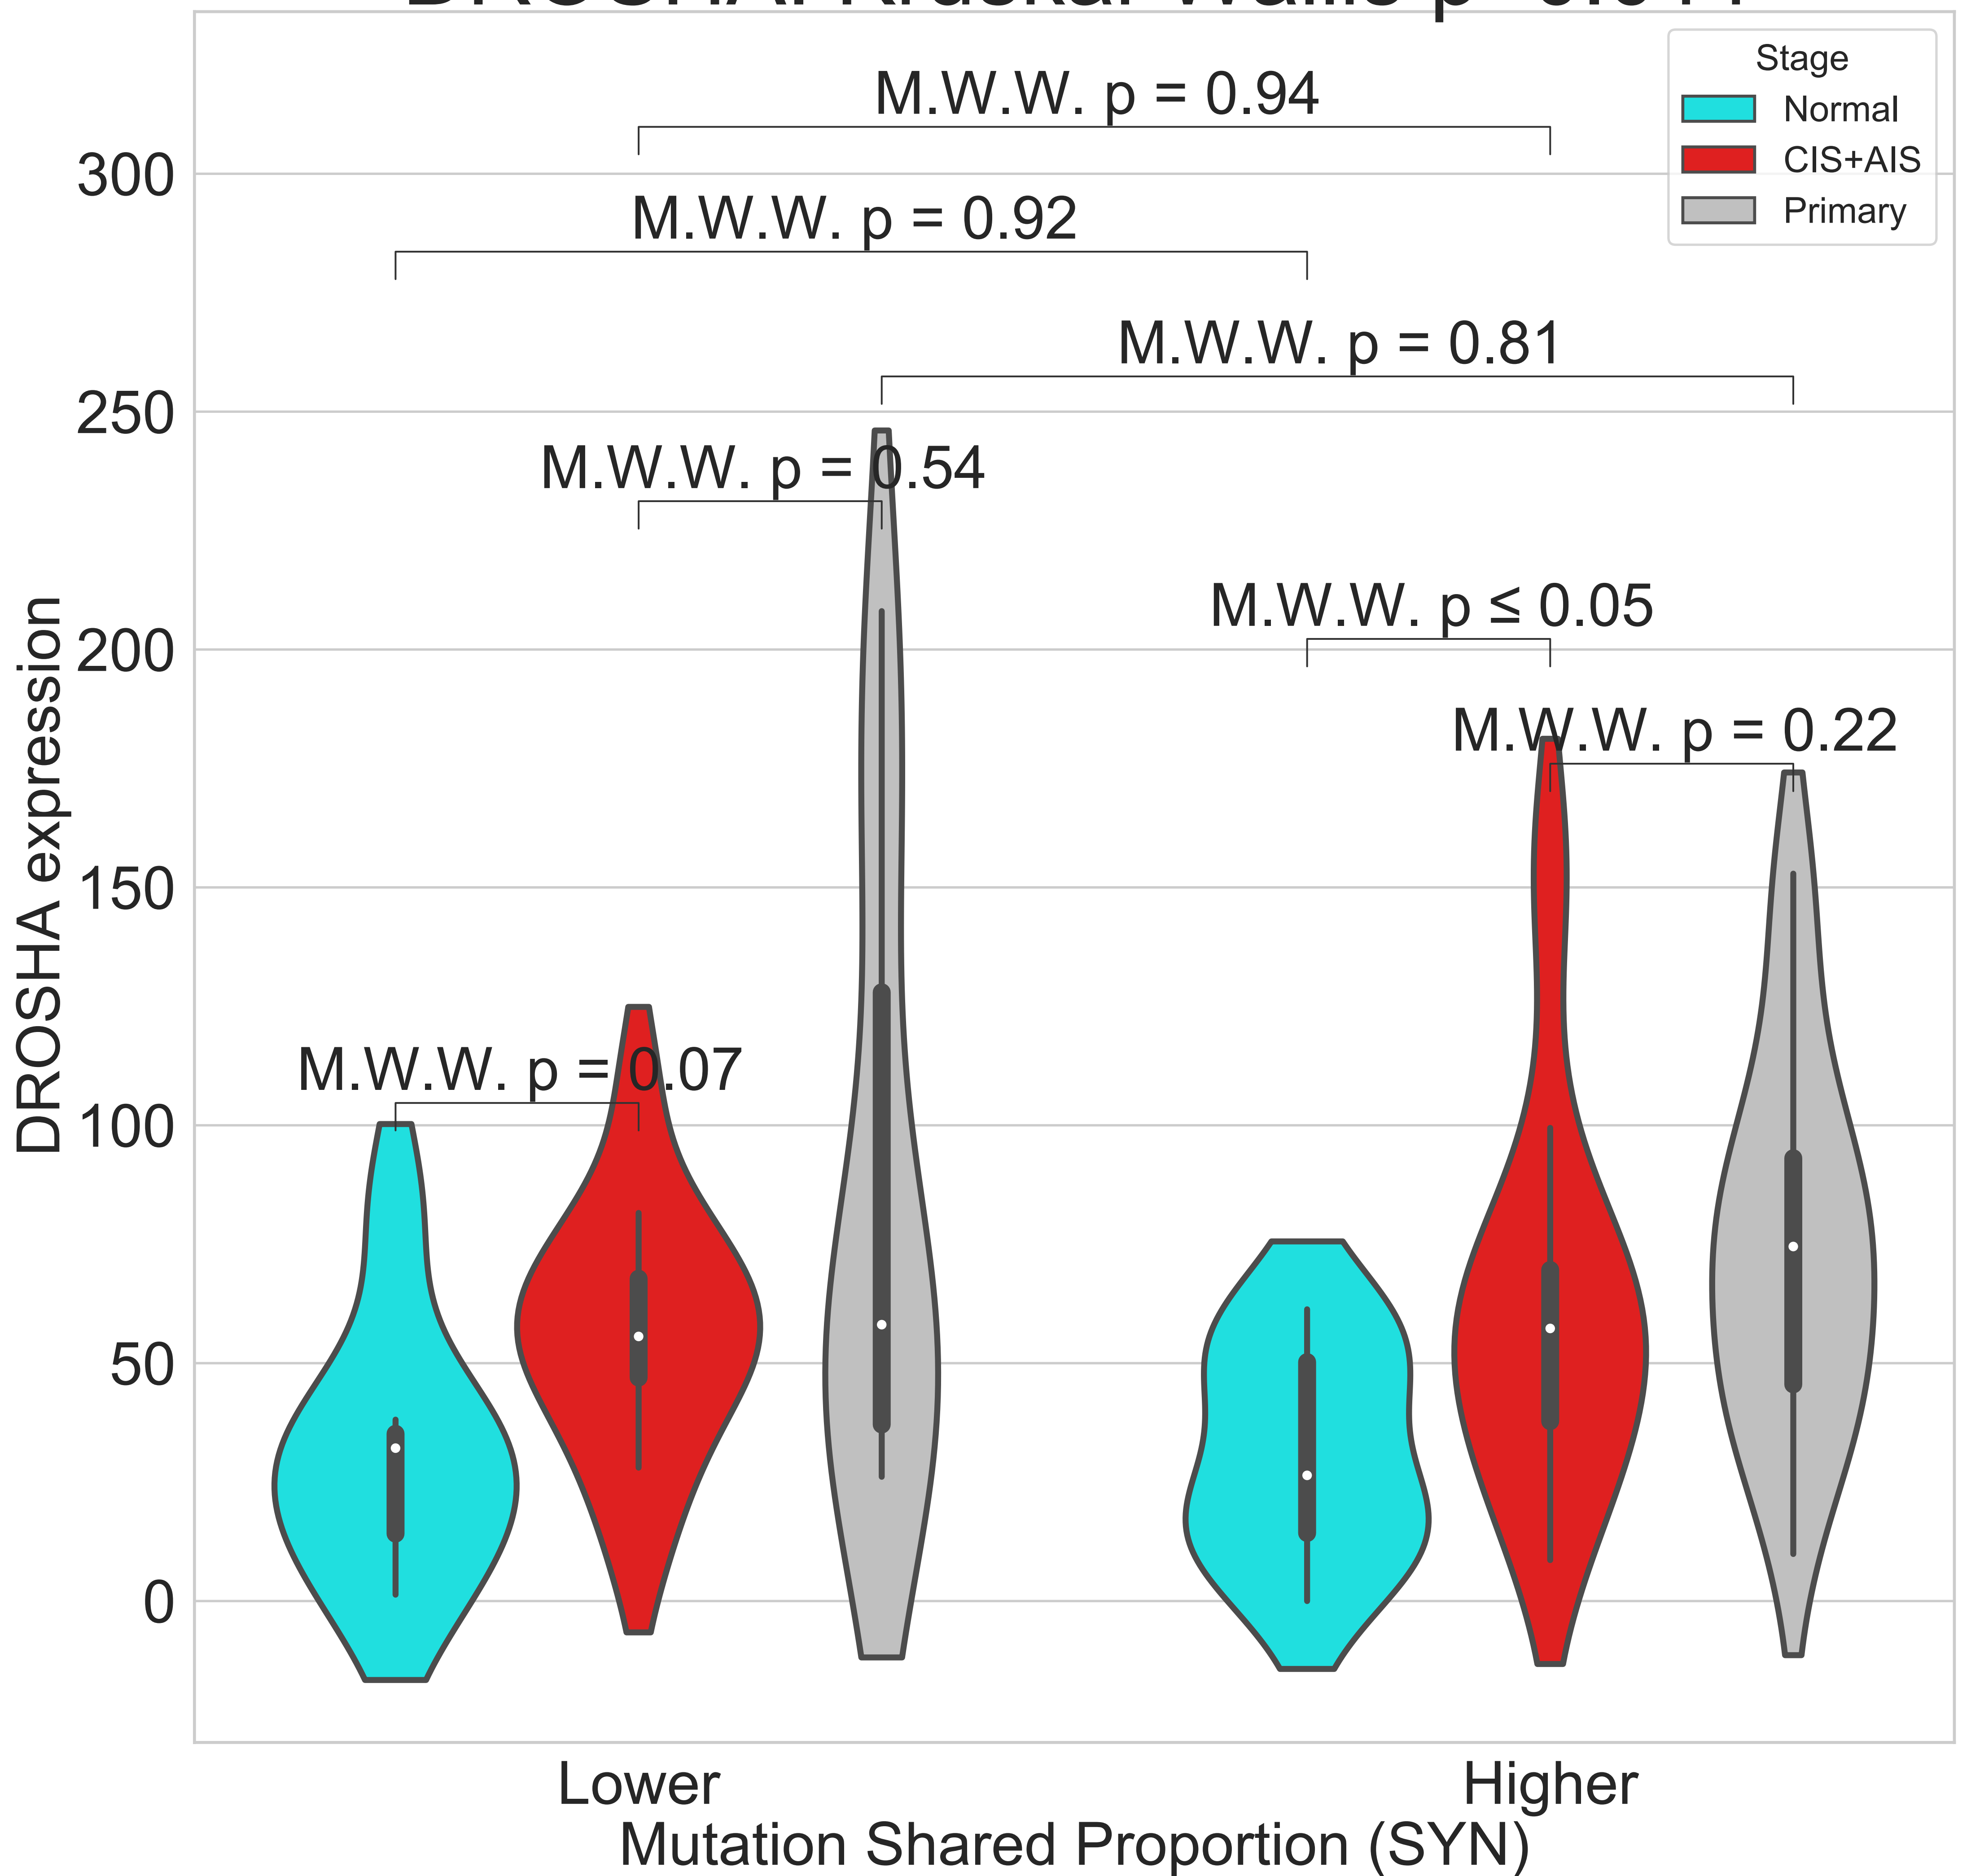 Stage
Normal
CIS+AIS
Primary
M.W.W. p = 0.94
M.W.W. p = 0.92
M.W.W. p = 0.81
M.W.W. p = 0.54
M.W.W. p ≤ 0.05
M.W.W. p = 0.22
M.W.W. p = 0.07
300
250
200
150
100
50
0
DROSHA expression
Lower
Higher
Mutation Shared Proportion (SYN)